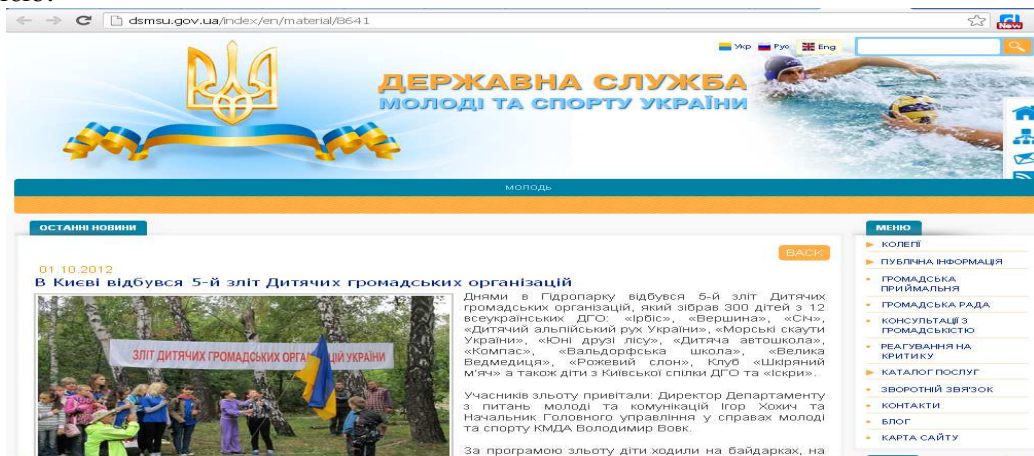 dsmsu.gov.ua/index/en/material/8641
New
Укр Рус Eng
ДЕРЖАВНА СЛУЖБА
МОЛОДІ ТА СПОРТУ УКРАЇНИ
МОЛОДЬ
ОСТАННІ НОВИНИ
BACK
01.10.2012
В Києві відбувся 5-й зліт Дитячих громадських організацій
ЗЛІТ ДИТЯЧИХ ГРОМАДСЬКИХ ОРГАНІЗАЦІЙ УКРАЇНИ
Днями в Гідропарку відбувся 5-й зліт Дитячих
громадських організацій, який зібрав 300 дітей з 12
всеукраїнських ДГО: «Ірбіс», «Вершина», «Січ»,
«Дитячий альпійський рух України», «Морські скаути
України», «Юні друзі лісу», «Дитяча автошкола»,
«Компас», «Вальдорфська школа», «Велика
Ведмедиця», «Рожевий слон», Клуб «Шкіряний
м'яч» а також діти з Київської спілки ДГО та «Іскри».
Учасників зльоту привітали: Директор Департаменту
з питань молоді та комунікацій Ігор Хохич та
Начальник Головного управління у справах молоді
та спорту КМДА Володимир Вовк.
За програмою зльоту діти ходили на байдарках, на
МЕНЮ
КОЛЕГІЇ
ПУБЛІЧНА ІНФОРМАЦІЯ
ГРОМАДСЬКА
ПРИЙМАЛЬНЯ
ГРОМАДСЬКА РАДА
КОНСУЛЬТАЦІЇ З
ГРОМАДСЬКІСТЮ
РЕАГУВАННЯ НА
КРИТИКУ
КАТАЛОГ ПОСЛУГ
ЗВОРОТНІЙ ЗВЯЗОК
КОНТАКТИ
БЛОГ
КАРТА САЙТУ